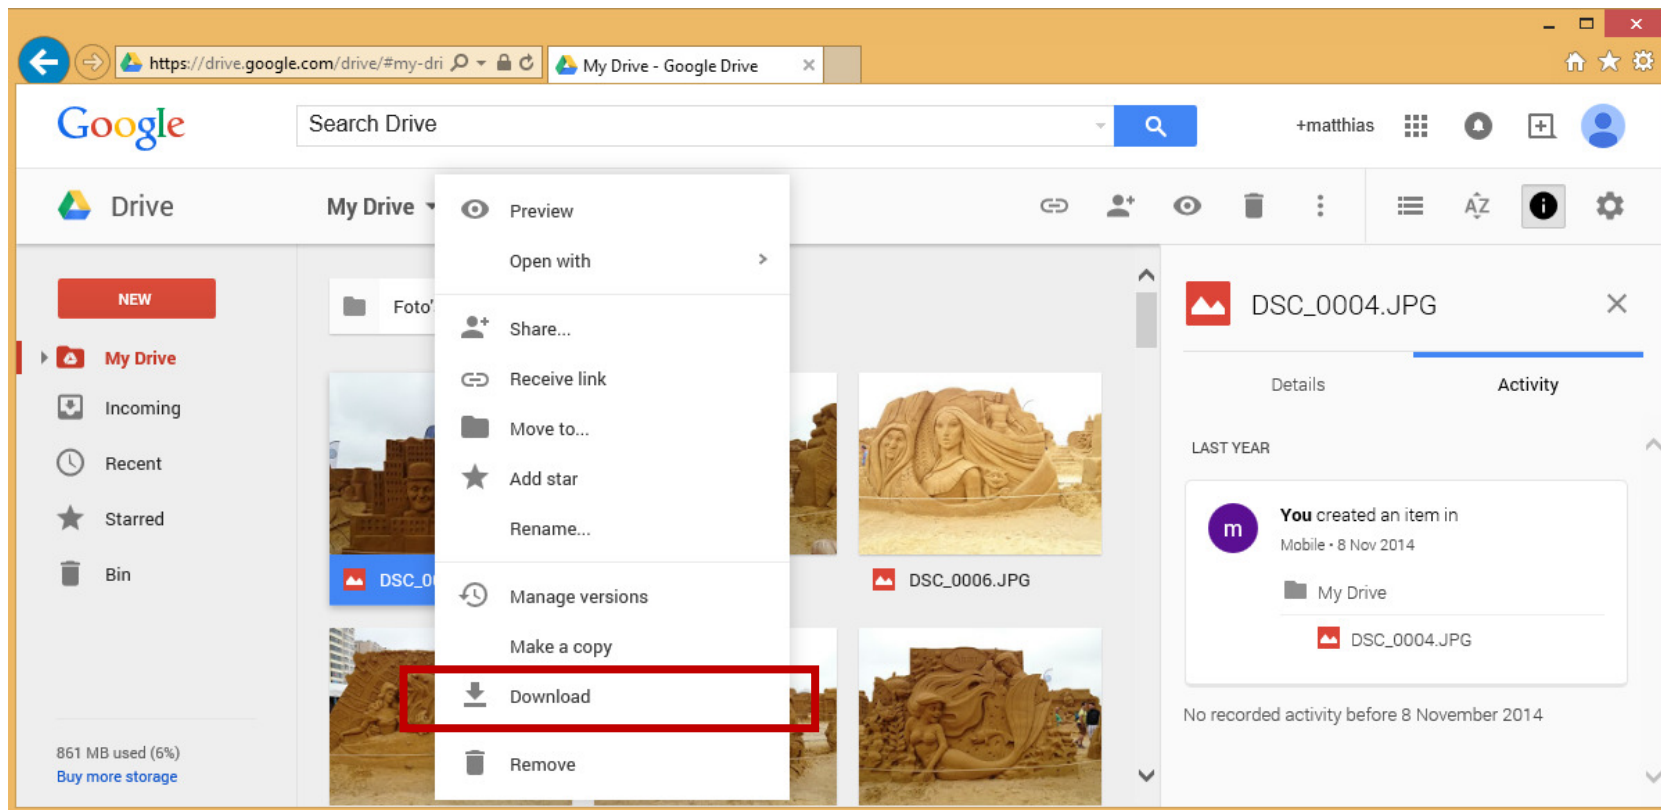 https://drive.google.com/drive/#my-dri
My Drive - Google Drive
Google
Search Drive
+matthias
Drive
My Drive
NEW
My Drive
Incoming
Recent
Starred
Bin
861 MB used (6%)
Buy more storage
Foto'
DSC_0
DSC_0006.JPG
Preview
Open with
Share...
Receive link
Move to...
Add star
Rename...
Manage versions
Make a copy
Download
Remove
AZ
DSC_0004.JPG
Details
Activity
LAST YEAR
m
You created an item in
Mobile • 8 Nov 2014
My Drive
DSC_0004.JPG
No recorded activity before 8 November 2014